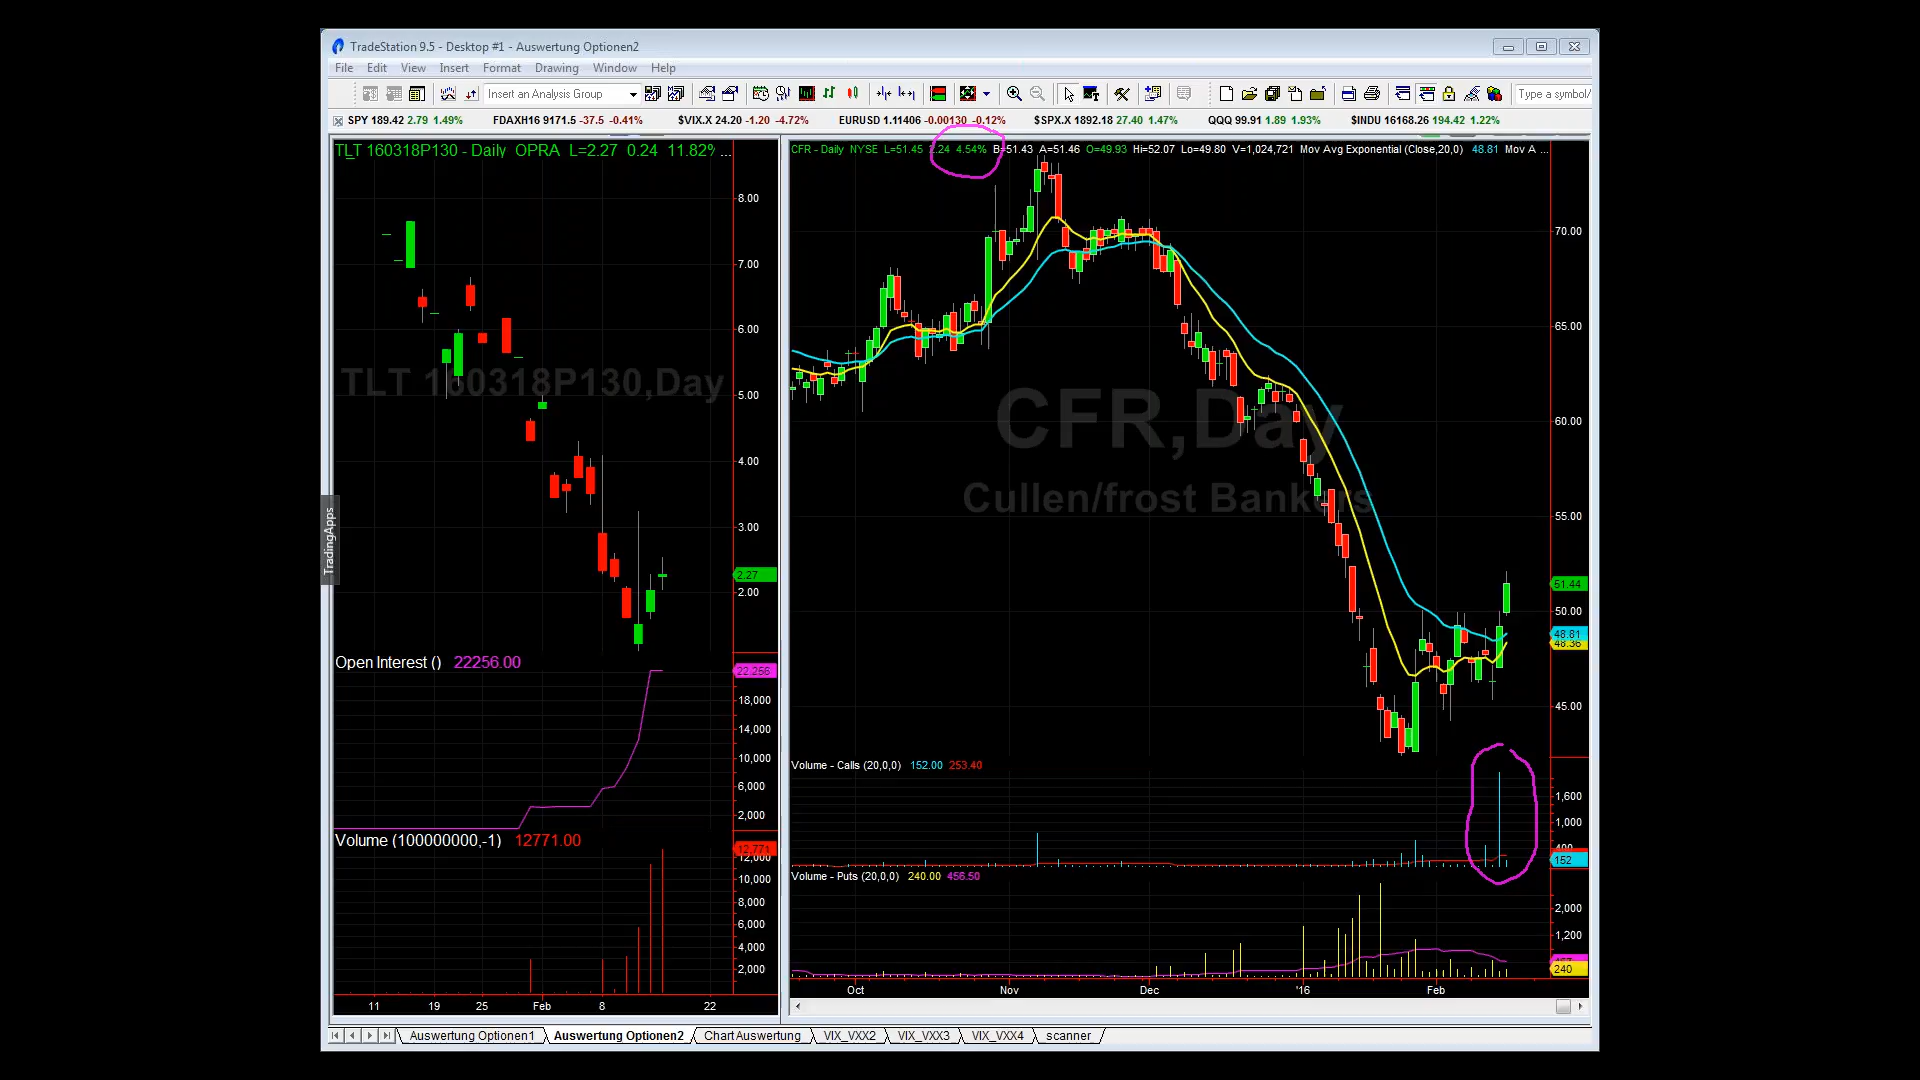 TradeStation 9.5 - Desktop #1 - Auswertung Optionen2
File Edit View Insert Format Drawing Window Help
Insert an Analysis Group
Type a symbol/
SPY 189.42 2.79 1.49% FDAXH16 9171.5 -37.5 -0.41% $VIX.X 24.20 -1.20 -4.72% EURUSD 1.11406 -0.00130 -0.12% $SPX.X 1892.18 27.40 1.47% QQQ 99.91 1.89 1.93% $INDU 16168.26 194.42 1.22%
TLT 160318P130 - Daily OPRA L=2.27 0.24 11.82% ...
8.00
7.00
6.00
TLT 160318P130,Day
5.00
4.00
3.00
2.27
2.00
TradingApps
Open Interest () 22256.00
22,256
18,000
14,000
10,000
6,000
2,000
Volume (100000000,-1) 12771.00
12,771
12,000
10,000
8,000
6,000
4,000
2,000
11 19 25 Feb 8 22
CFR - Daily NYSE L=51.45 2.24 4.54% B=51.43 A=51.46 O=49.93 Hi=52.07 Lo=49.80 V=1,024,721 Mov Avg Exponential (Close,20,0) 48.81 Mov A ...
70.00
65.00
CFR,Day
60.00
Cullen/frost Bankers
55.00
51.44
50.00
48.81
48.36
45.00
Volume - Calls (20,0,0) 152.00 253.40
1,600
1,000
400
152
Volume - Puts (20,0,0) 240.00 456.50
2,000
1,200
240
Oct Nov Dec '16 Feb
Auswertung Optionen1 Auswertung Optionen2 Chart Auswertung VIX_VXX2 VIX_VXX3 VIX_VXX4 scanner